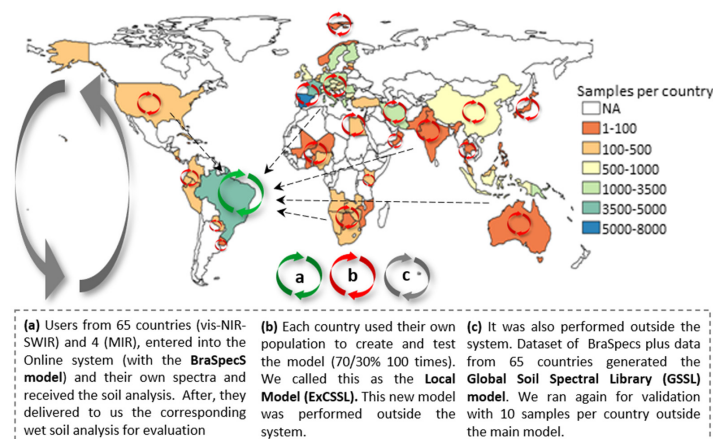 Samples per country
NA
1-100
100-500
500-1000
1000-3500
3500-5000
5000-8000
a
b
c
(a) Users from 65 countries (vis-NIR-
SWIR) and 4 (MIR), entered into the
Online system (with the BraSpecS
model) and their own spectra and
received the soil analysis. After, they
delivered to us the corresponding
wet soil analysis for evaluation
(b) Each country used their own
population to create and test
the model (70/30% 100 times).
We called this as the Local
Model (ExCSSL). This new model
was performed outside the
system.
(c) It was also performed outside the
system. Dataset of BraSpecs plus data
from 65 countries generated the
Global Soil Spectral Library (GSSL)
model. We ran again for validation
with 10 samples per country outside
the main model.